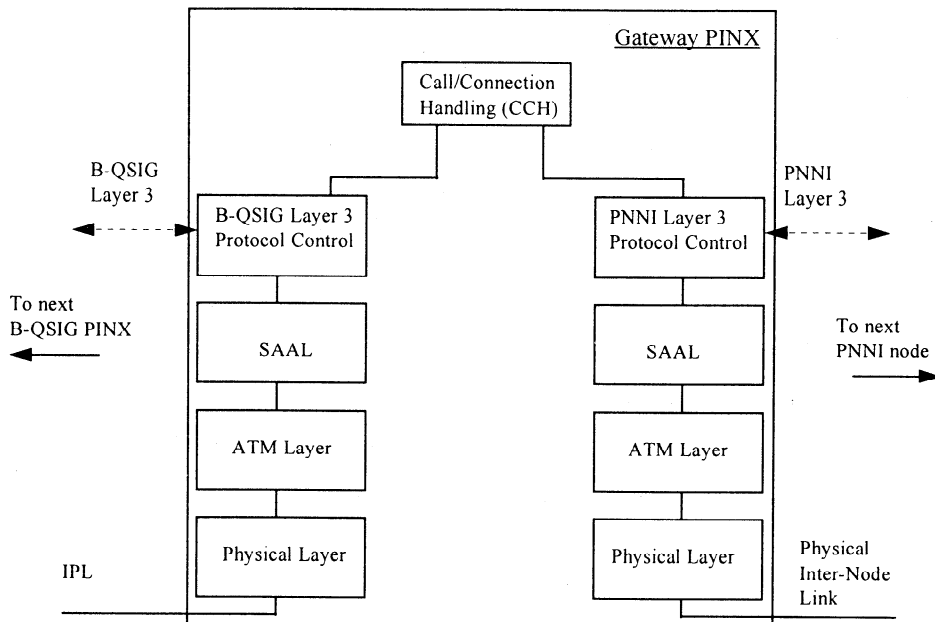 Gateway PINX
Call/Connection
Handling (CCH)
B-QSIG
Layer 3
PNNI
Layer 3
B-QSIG Layer 3
Protocol Control
PNNI Layer 3
Protocol Control
To next
B-QSIG PINX
SAAL
SAAL
To next
PNNI node
ATM Layer
ATM Layer
Physical Layer
Physical Layer
IPL
Physical
Inter-Node
Link